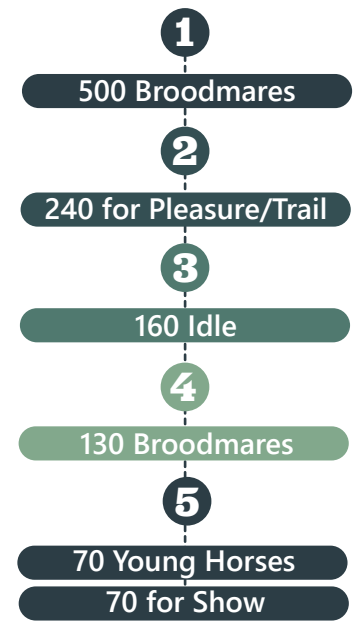 1
500 Broodmares
2
240 for Pleasure/Trail
3
160 Idle
4
130 Broodmares
5
70 Young Horses
70 for Show